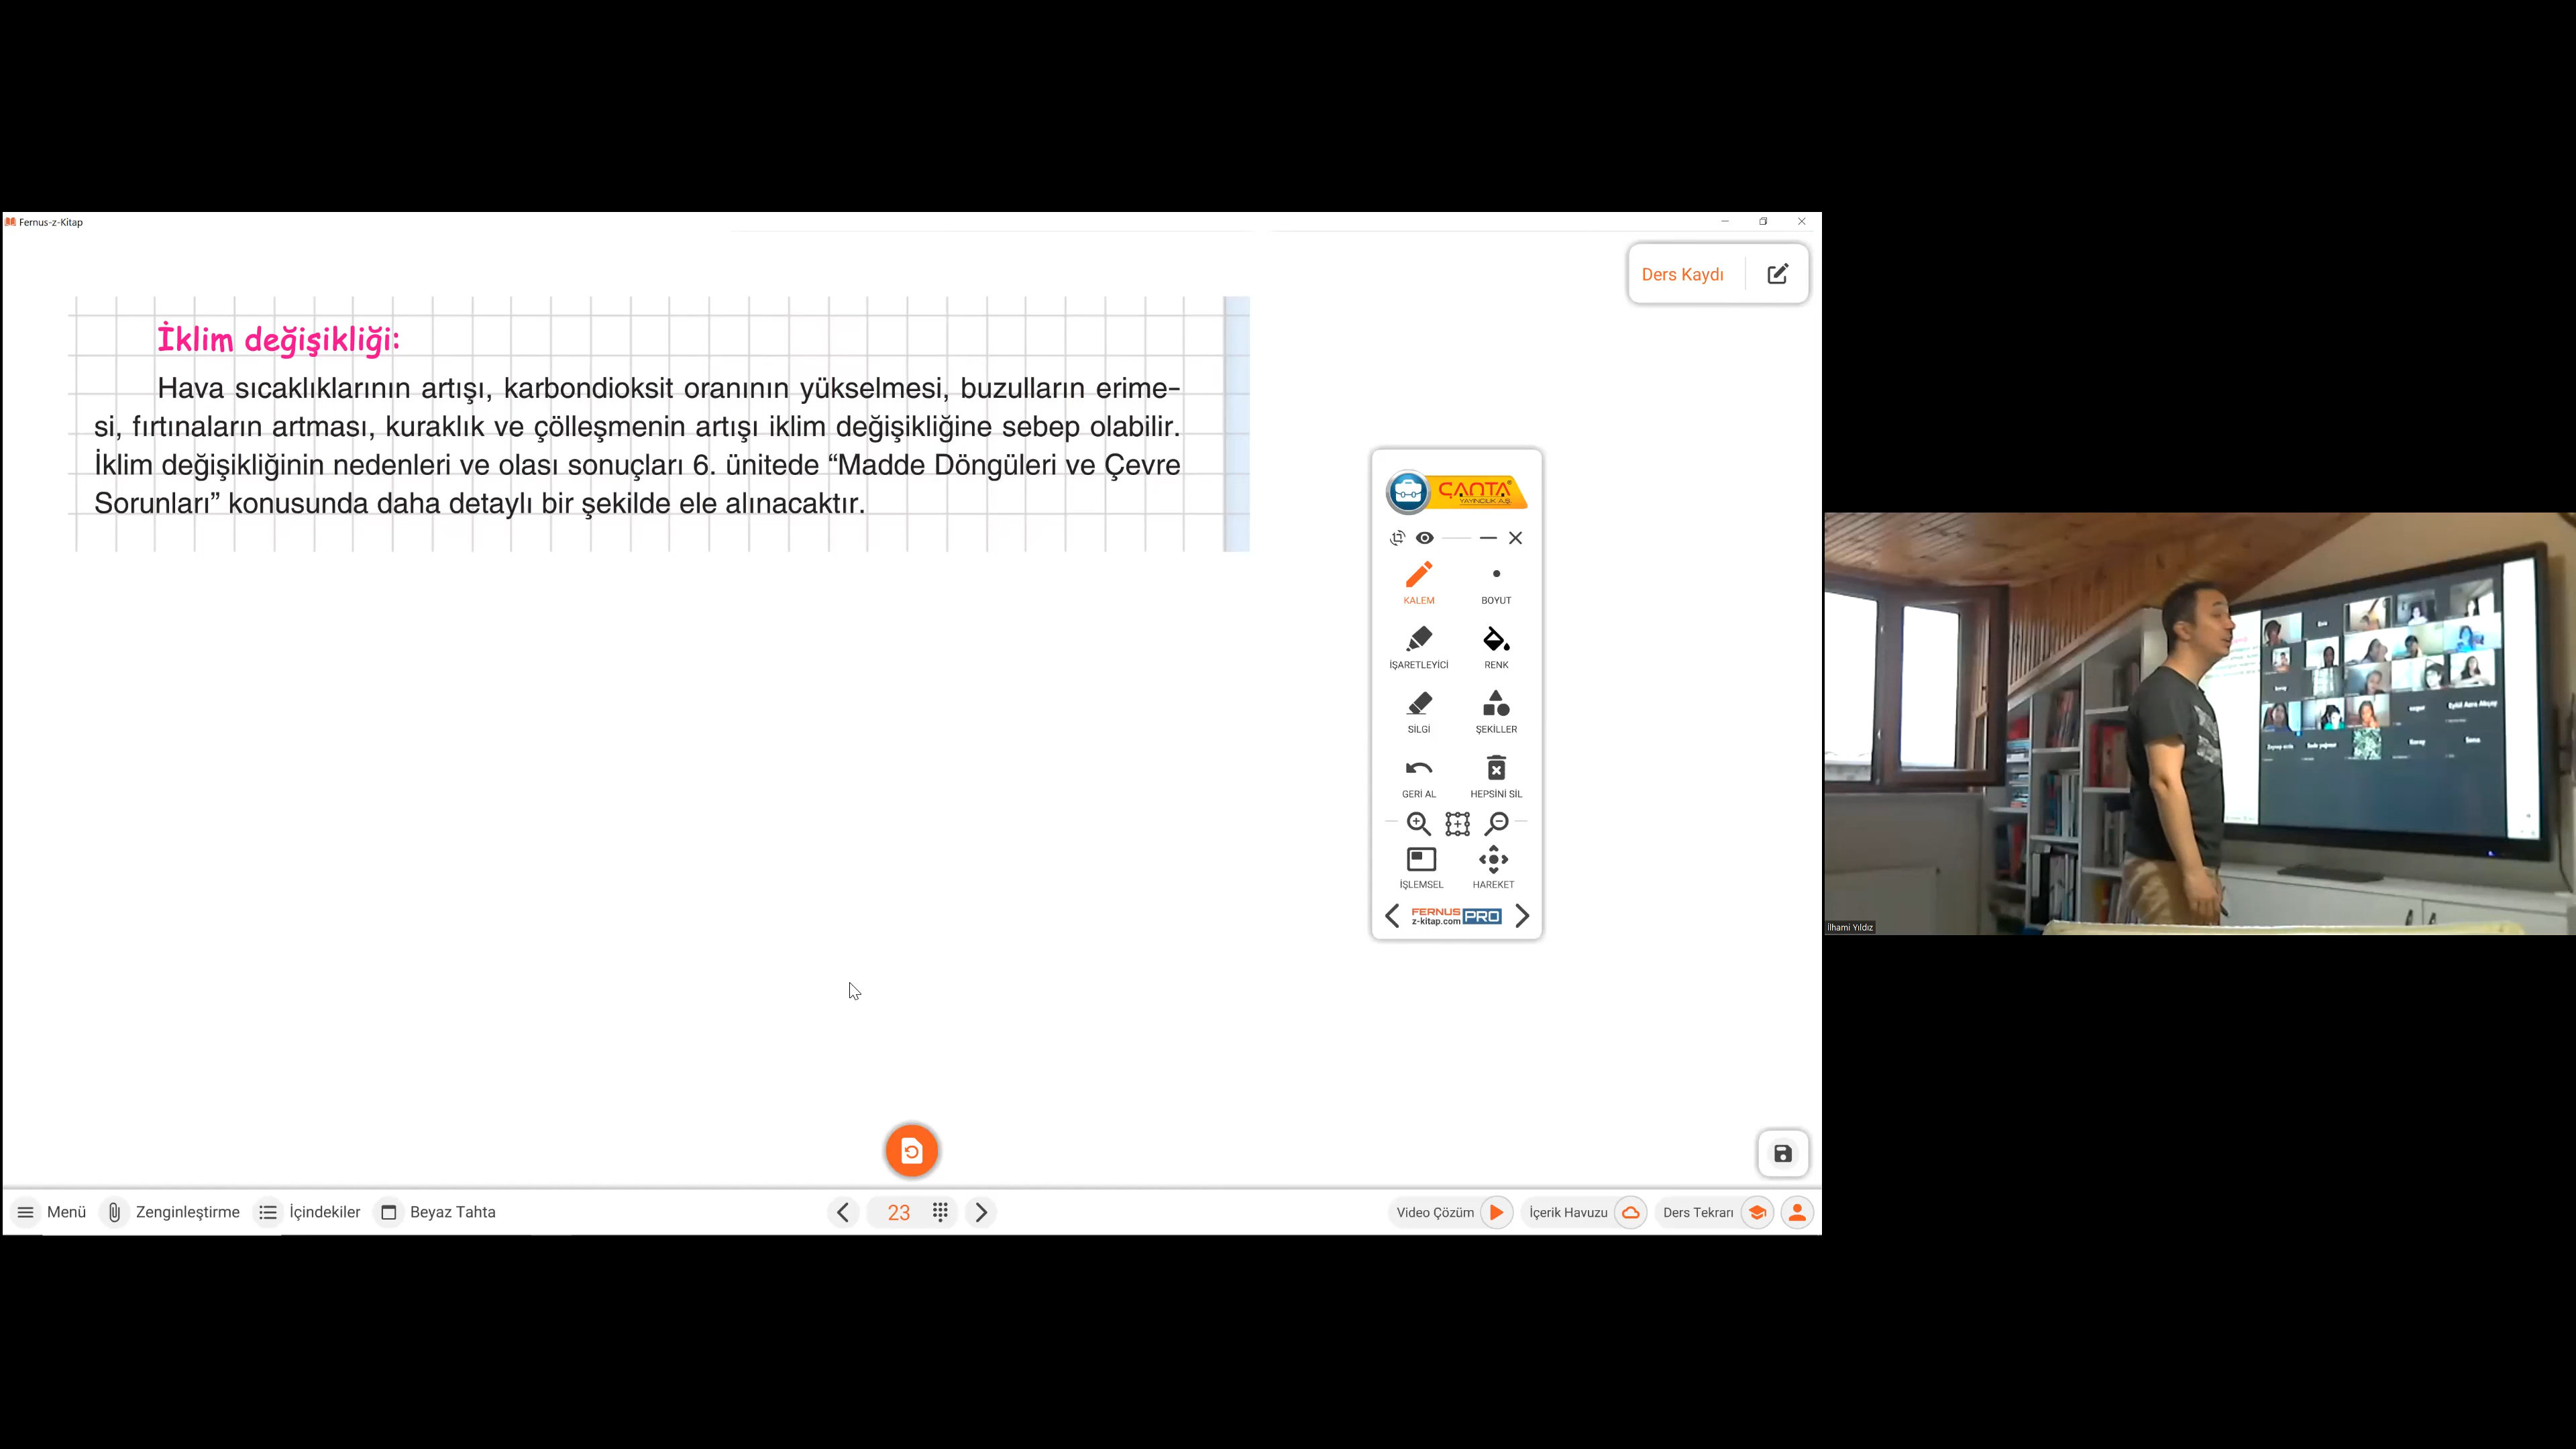 Fernus-z-Kitap
Ders Kaydı
İklim değişikliği:
Hava sıcaklıklarının artışı, karbondioksit oranının yükselmesi, buzulların erime-
si, fırtınaların artması, kuraklık ve çölleşmenin artışı iklim değişikliğine sebep olabilir.
İklim değişikliğinin nedenleri ve olası sonuçları 6. ünitede “Madde Döngüleri ve Çevre
Sorunları” konusunda daha detaylı bir şekilde ele alınacaktır.
ÇANTA
YAYINCILIK A.Ş.
KALEM BOYUT
İŞARETLEYİCİ RENK
SİLGİ ŞEKİLLER
GERİ AL HEPSİNİ SİL
İŞLEMSEL HAREKET
FERNUS PRO
z-kitap.com
İlhami Yıldız
Menü Zenginleştirme İçindekiler Beyaz Tahta 23 Video Çözüm İçerik Havuzu Ders Tekrarı